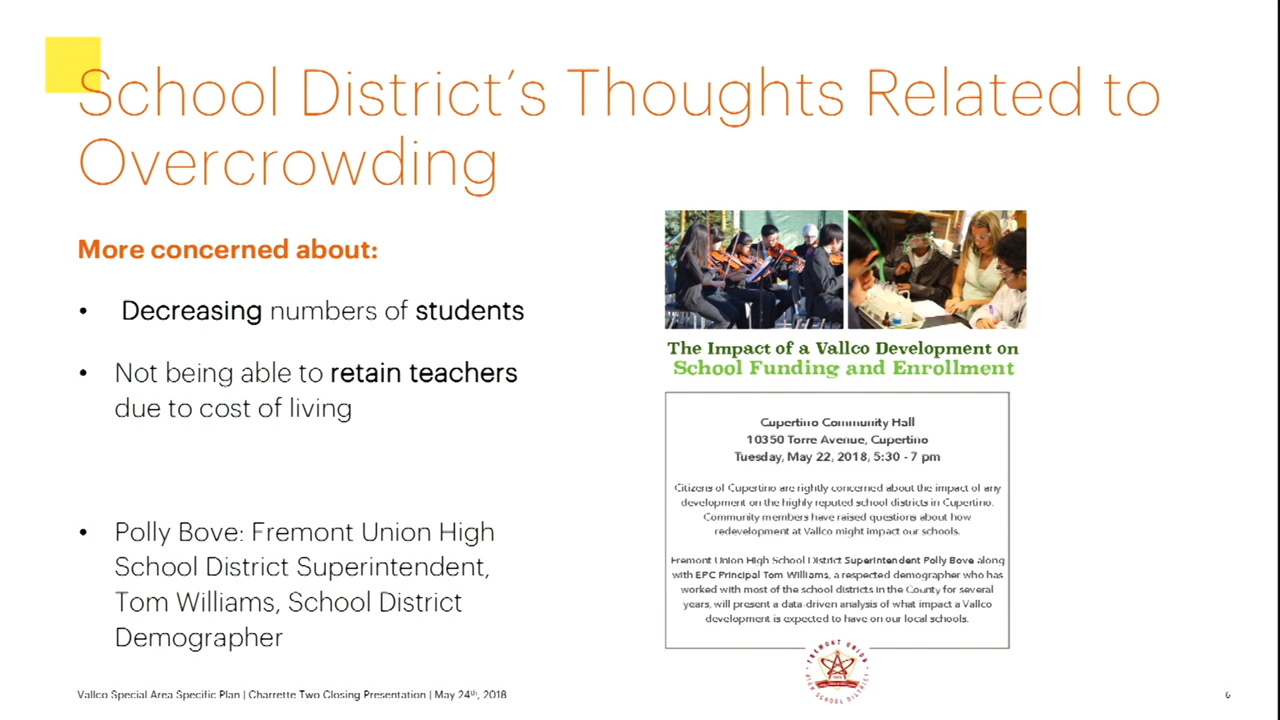 School District's Thoughts Related to
Overcrowding
More concerned about:
• Decreasing numbers of students
• Not being able to retain teachers
due to cost of living
• Polly Bove: Fremont Union High
School District Superintendent,
Tom Williams, School District
Demographer
The Impact of a Vallco Development on
School Funding and Enrollment
Cupertino Community Hall
10350 Torre Avenue, Cupertino
Tuesday, May 22, 2018, 5:30 - 7 pm
Citizens of Cupertino are rightly concerned about the impact of any
development on the highly reputed school districts in Cupertino.
Community members have raised questions about how
redevelopment at Vallco might impact our schools.
Fremont Union High School District Superintendent Polly Bove along
with EPC Principal Tom Williams, a respected demographer who has
worked with most of the school districts in the County for several
years, will present a data-driven analysis of what impact a Vallco
development is expected to have on our local schools.
FREMONT UNION
HIGH SCHOOL DISTRICT
Vallco Special Area Specific Plan | Charrette Two Closing Presentation | May 24th, 2018
6